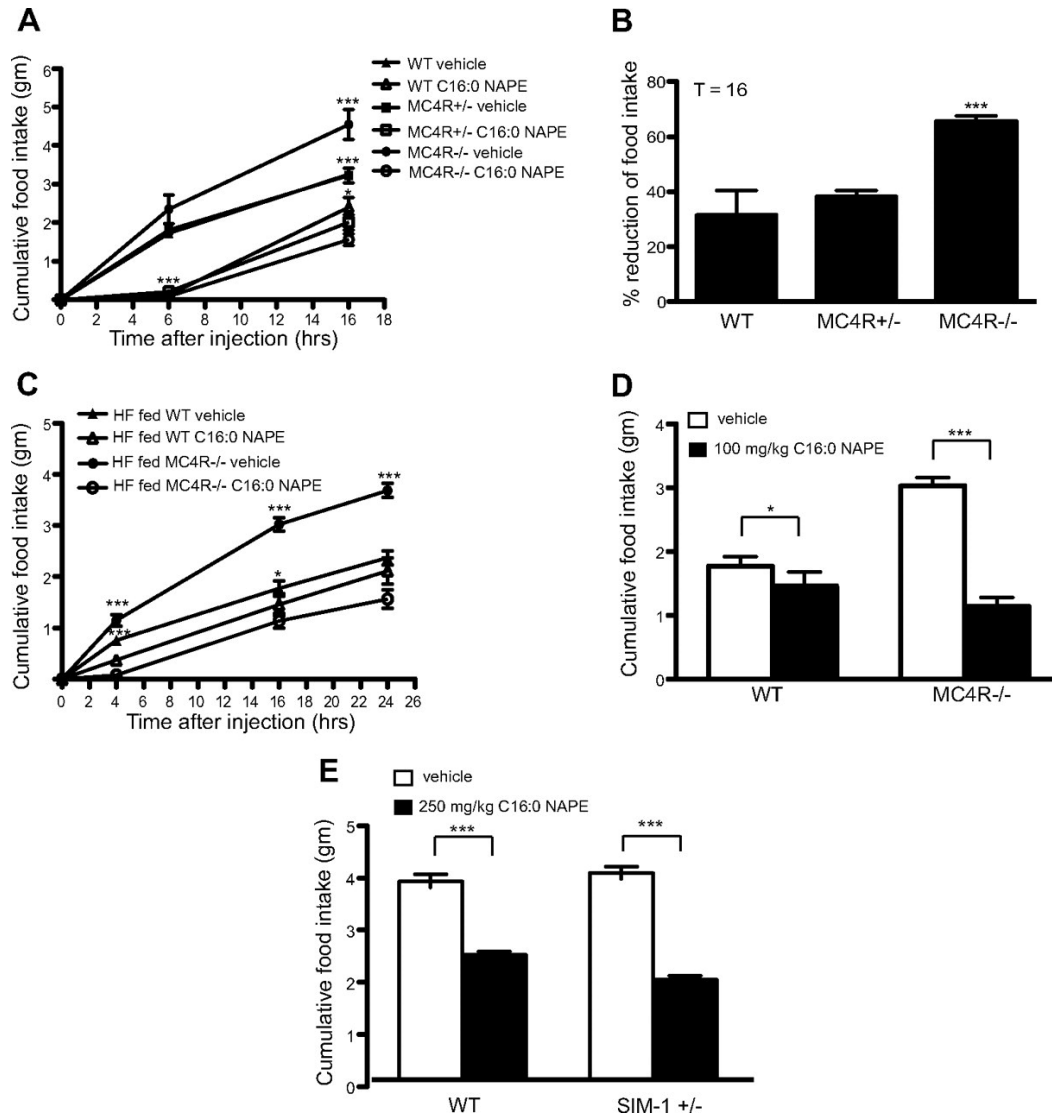 A
Cumulative food intake (gm)
6
5
4
3
2
1
0
***
***
***
*
0 2 4 6 8 10 12 14 16 18
Time after injection (hrs)
WT vehicle
WT C16:0 NAPE
MC4R+/- vehicle
MC4R+/- C16:0 NAPE
MC4R-/- vehicle
MC4R-/- C16:0 NAPE
B
% reduction of food intake
80
60
40
20
0
T = 16
***
WT MC4R+/- MC4R-/-
C
HF fed WT vehicle
HF fed WT C16:0 NAPE
HF fed MC4R-/- vehicle
HF fed MC4R-/- C16:0 NAPE
Cumulative food intake (gm)
5
4
3
2
1
***
***
***
***
*
0 2 4 6 8 10 12 14 16 18 20 22 24 26
Time after injection (hrs)
D
vehicle
100 mg/kg C16:0 NAPE
Cumulative food intake (gm)
4
3
2
1
0
*
***
WT MC4R-/-
E
vehicle
250 mg/kg C16:0 NAPE
Cumulative food intake (gm)
5
4
3
2
1
0
***
***
WT SIM-1 +/-